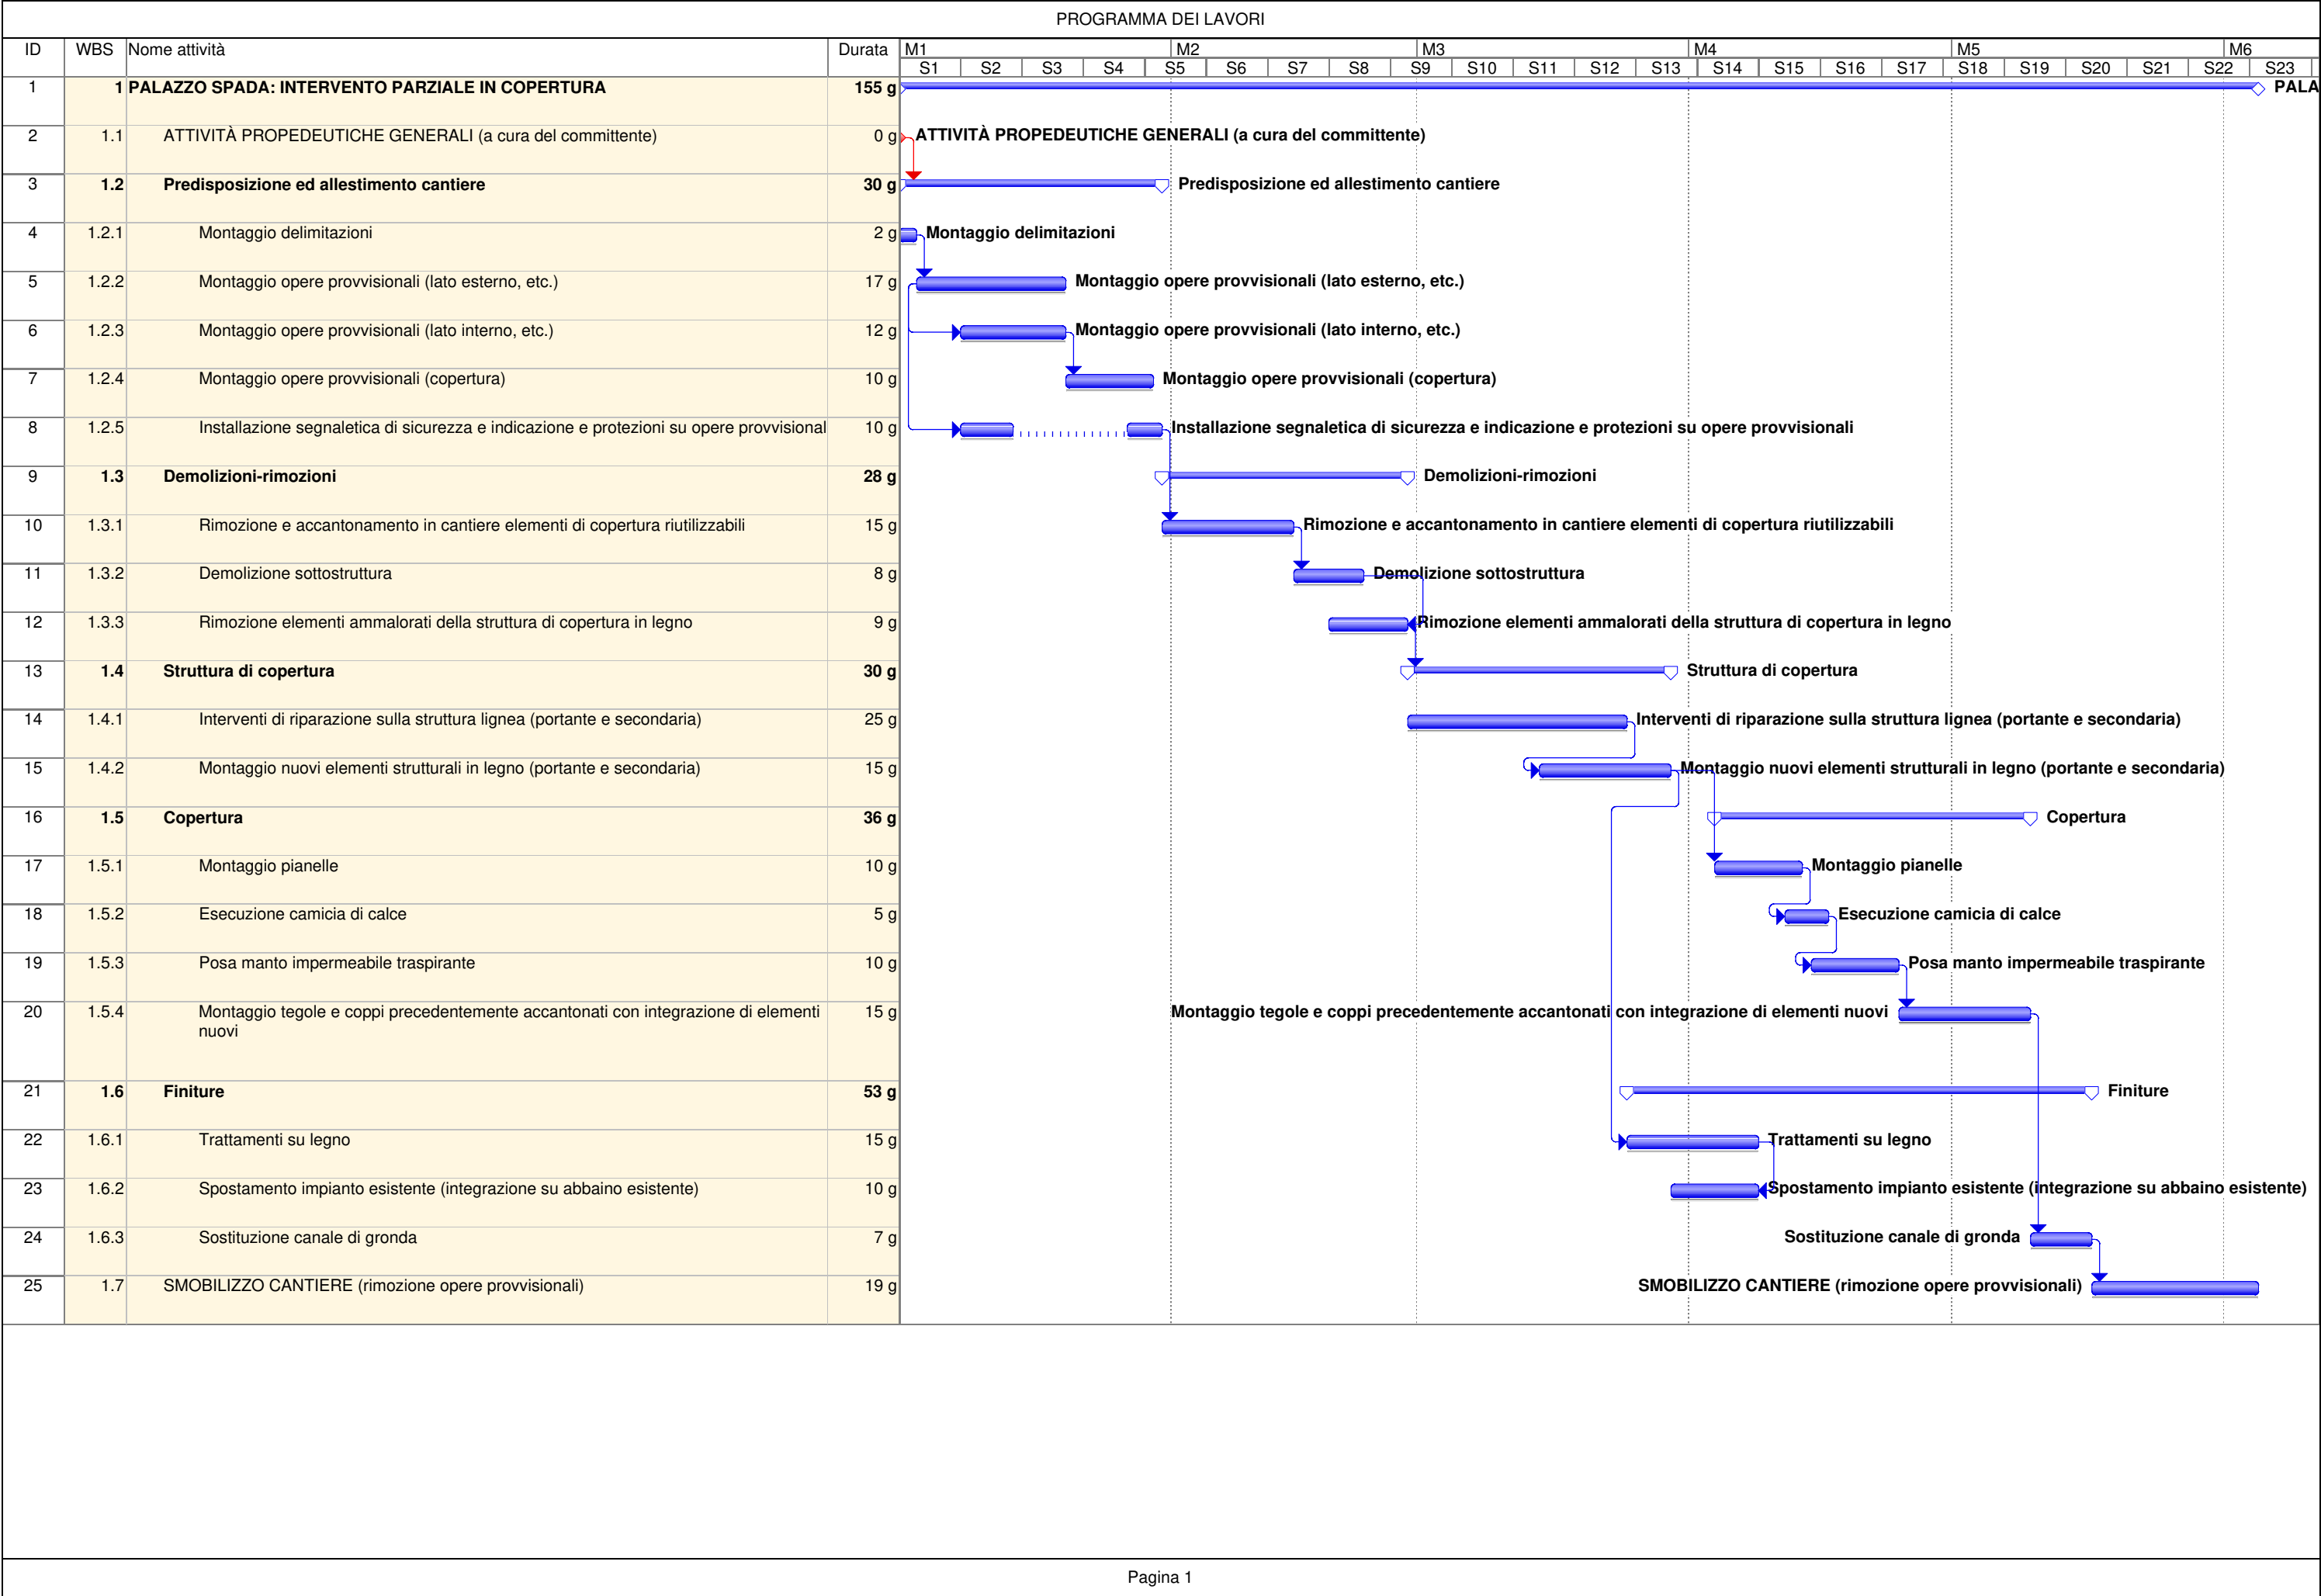 PROGRAMMA DEI LAVORI
ID WBS Nome attività Durata M1 M2 M3 M4 M5 M6
S1 S2 S3 S4 S5 S6 S7 S8 S9 S10 S11 S12 S13 S14 S15 S16 S17 S18 S19 S20 S21 S22 S23
1 1 PALAZZO SPADA: INTERVENTO PARZIALE IN COPERTURA 155 g PALA
2 1.1 ATTIVITÀ PROPEDEUTICHE GENERALI (a cura del committente) 0 g ATTIVITÀ PROPEDEUTICHE GENERALI (a cura del committente)
3 1.2 Predisposizione ed allestimento cantiere 30 g Predisposizione ed allestimento cantiere
4 1.2.1 Montaggio delimitazioni 2 g Montaggio delimitazioni
5 1.2.2 Montaggio opere provvisionali (lato esterno, etc.) 17 g Montaggio opere provvisionali (lato esterno, etc.)
6 1.2.3 Montaggio opere provvisionali (lato interno, etc.) 12 g Montaggio opere provvisionali (lato interno, etc.)
7 1.2.4 Montaggio opere provvisionali (copertura) 10 g Montaggio opere provvisionali (copertura)
8 1.2.5 Installazione segnaletica di sicurezza e indicazione e protezioni su opere provvisional 10 g Installazione segnaletica di sicurezza e indicazione e protezioni su opere provvisionali
9 1.3 Demolizioni-rimozioni 28 g Demolizioni-rimozioni
10 1.3.1 Rimozione e accantonamento in cantiere elementi di copertura riutilizzabili 15 g Rimozione e accantonamento in cantiere elementi di copertura riutilizzabili
11 1.3.2 Demolizione sottostruttura 8 g Demolizione sottostruttura
12 1.3.3 Rimozione elementi ammalorati della struttura di copertura in legno 9 g Rimozione elementi ammalorati della struttura di copertura in legno
13 1.4 Struttura di copertura 30 g Struttura di copertura
14 1.4.1 Interventi di riparazione sulla struttura lignea (portante e secondaria) 25 g Interventi di riparazione sulla struttura lignea (portante e secondaria)
15 1.4.2 Montaggio nuovi elementi strutturali in legno (portante e secondaria) 15 g Montaggio nuovi elementi strutturali in legno (portante e secondaria)
16 1.5 Copertura 36 g Copertura
17 1.5.1 Montaggio pianelle 10 g Montaggio pianelle
18 1.5.2 Esecuzione camicia di calce 5 g Esecuzione camicia di calce
19 1.5.3 Posa manto impermeabile traspirante 10 g Posa manto impermeabile traspirante
20 1.5.4 Montaggio tegole e coppi precedentemente accantonati con integrazione di elementi 15 g Montaggio tegole e coppi precedentemente accantonati con integrazione di elementi nuovi
nuovi
21 1.6 Finiture 53 g Finiture
22 1.6.1 Trattamenti su legno 15 g Trattamenti su legno
23 1.6.2 Spostamento impianto esistente (integrazione su abbaino esistente) 10 g Spostamento impianto esistente (integrazione su abbaino esistente)
24 1.6.3 Sostituzione canale di gronda 7 g Sostituzione canale di gronda
25 1.7 SMOBILIZZO CANTIERE (rimozione opere provvisionali) 19 g SMOBILIZZO CANTIERE (rimozione opere provvisionali)
Pagina 1